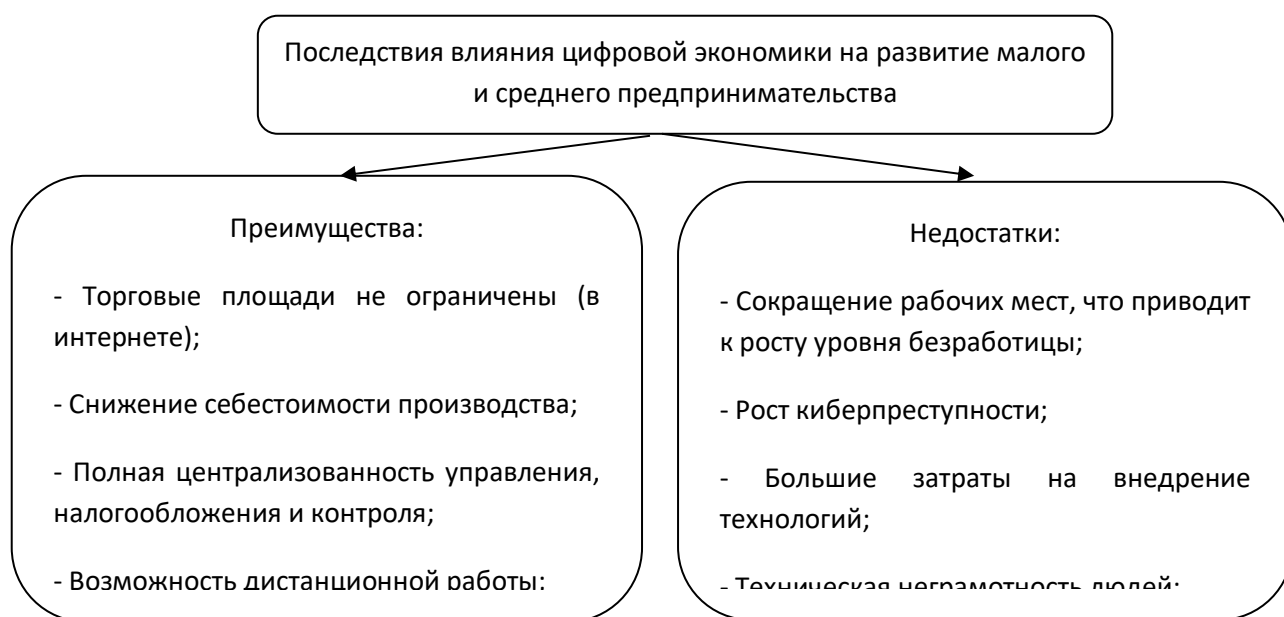 Последствия влияния цифровой экономики на развитие малого
и среднего предпринимательства
Преимущества:
- Торговые площади не ограничены (в
интернете);
- Снижение себестоимости производства;
- Полная централизованность управления,
налогообложения и контроля;
- Возможность дистанционной работы;
Недостатки:
- Сокращение рабочих мест, что приводит
к росту уровня безработицы;
- Рост киберпреступности;
- Большие затраты на внедрение
технологий;
- Техническая неграмотность людей;